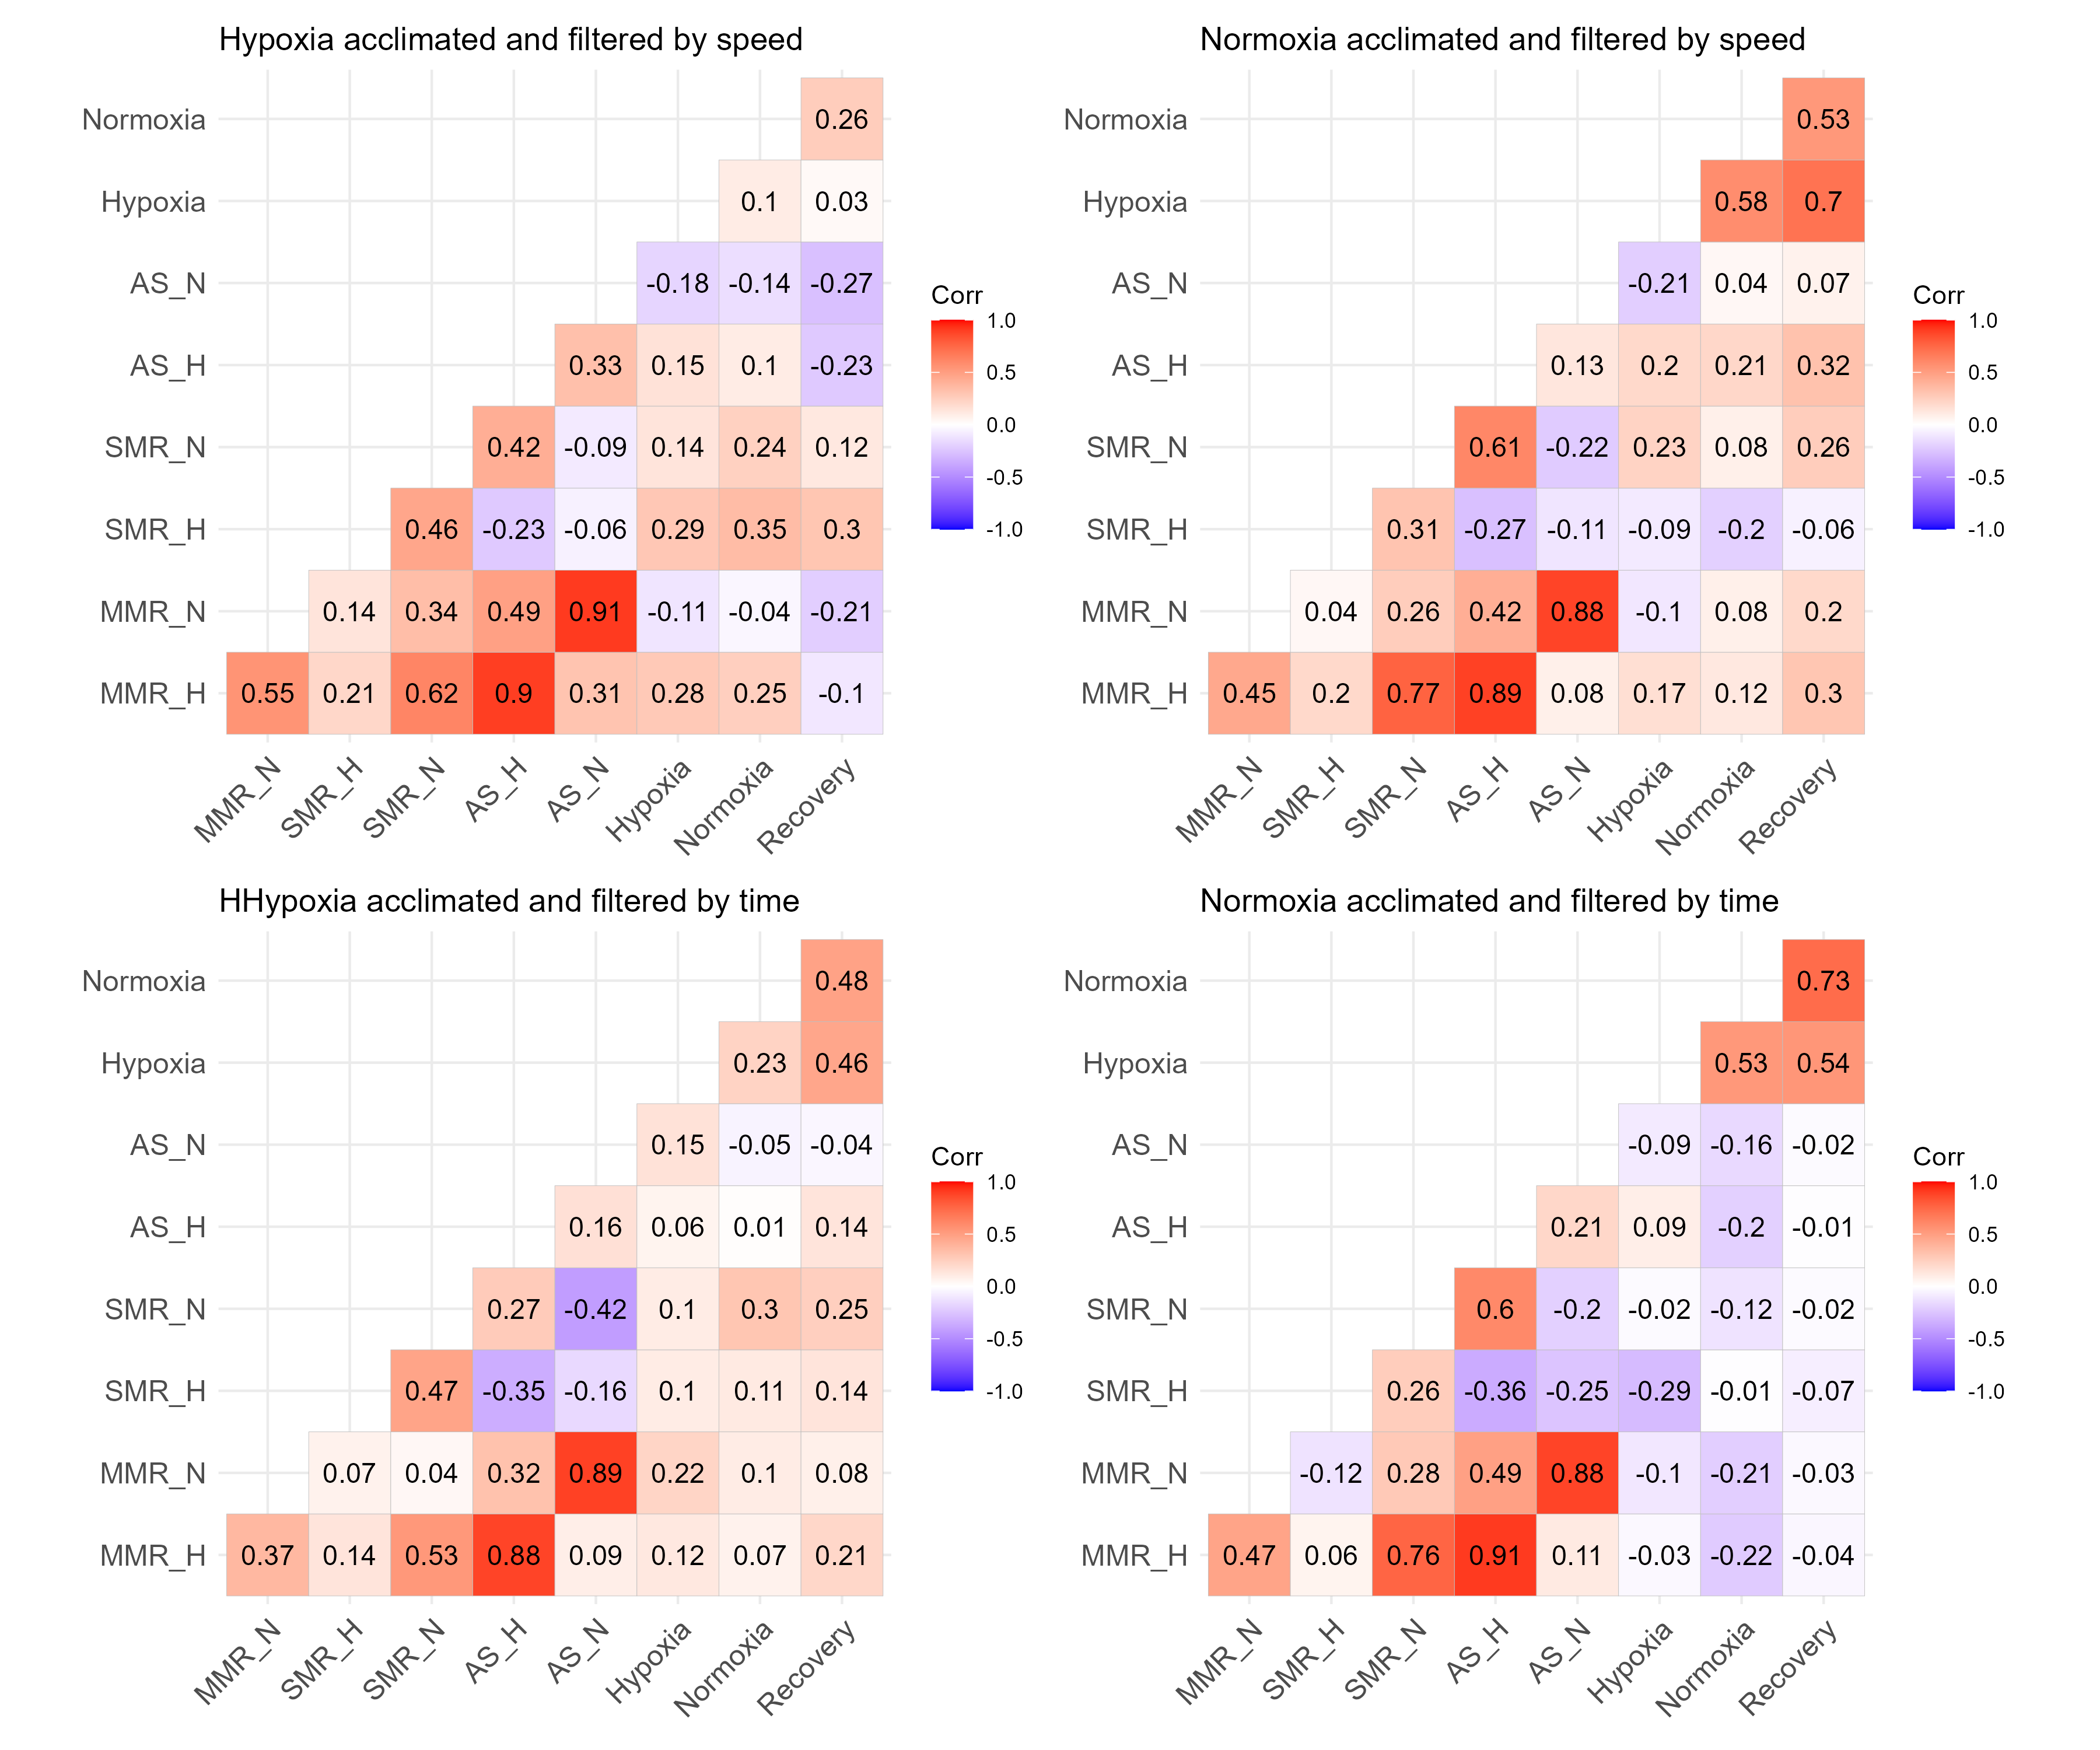 Hypoxia acclimated and filtered by speed
Normoxia 0.26
Hypoxia 0.1 0.03
AS_N -0.18 -0.14 -0.27
AS_H 0.33 0.15 0.1 -0.23
SMR_N 0.42 -0.09 0.14 0.24 0.12
SMR_H 0.46 -0.23 -0.06 0.29 0.35 0.3
MMR_N 0.14 0.34 0.49 0.91 -0.11 -0.04 -0.21
MMR_H 0.55 0.21 0.62 0.9 0.31 0.28 0.25 -0.1
MMR_N SMR_H SMR_N AS_H AS_N Hypoxia Normoxia Recovery
Corr
1.0
0.5
0.0
-0.5
-1.0
Normoxia acclimated and filtered by speed
Normoxia 0.53
Hypoxia 0.58 0.7
AS_N -0.21 0.04 0.07
AS_H 0.13 0.2 0.21 0.32
SMR_N 0.61 -0.22 0.23 0.08 0.26
SMR_H 0.31 -0.27 -0.11 -0.09 -0.2 -0.06
MMR_N 0.04 0.26 0.42 0.88 -0.1 0.08 0.2
MMR_H 0.45 0.2 0.77 0.89 0.08 0.17 0.12 0.3
MMR_N SMR_H SMR_N AS_H AS_N Hypoxia Normoxia Recovery
Corr
1.0
0.5
0.0
-0.5
-1.0
HHypoxia acclimated and filtered by time
Normoxia 0.48
Hypoxia 0.23 0.46
AS_N 0.15 -0.05 -0.04
AS_H 0.16 0.06 0.01 0.14
SMR_N 0.27 -0.42 0.1 0.3 0.25
SMR_H 0.47 -0.35 -0.16 0.1 0.11 0.14
MMR_N 0.07 0.04 0.32 0.89 0.22 0.1 0.08
MMR_H 0.37 0.14 0.53 0.88 0.09 0.12 0.07 0.21
MMR_N SMR_H SMR_N AS_H AS_N Hypoxia Normoxia Recovery
Corr
1.0
0.5
0.0
-0.5
-1.0
Normoxia acclimated and filtered by time
Normoxia 0.73
Hypoxia 0.53 0.54
AS_N -0.09 -0.16 -0.02
AS_H 0.21 0.09 -0.2 -0.01
SMR_N 0.6 -0.2 -0.02 -0.12 -0.02
SMR_H 0.26 -0.36 -0.25 -0.29 -0.01 -0.07
MMR_N -0.12 0.28 0.49 0.88 -0.1 -0.21 -0.03
MMR_H 0.47 0.06 0.76 0.91 0.11 -0.03 -0.22 -0.04
MMR_N SMR_H SMR_N AS_H AS_N Hypoxia Normoxia Recovery
Corr
1.0
0.5
0.0
-0.5
-1.0